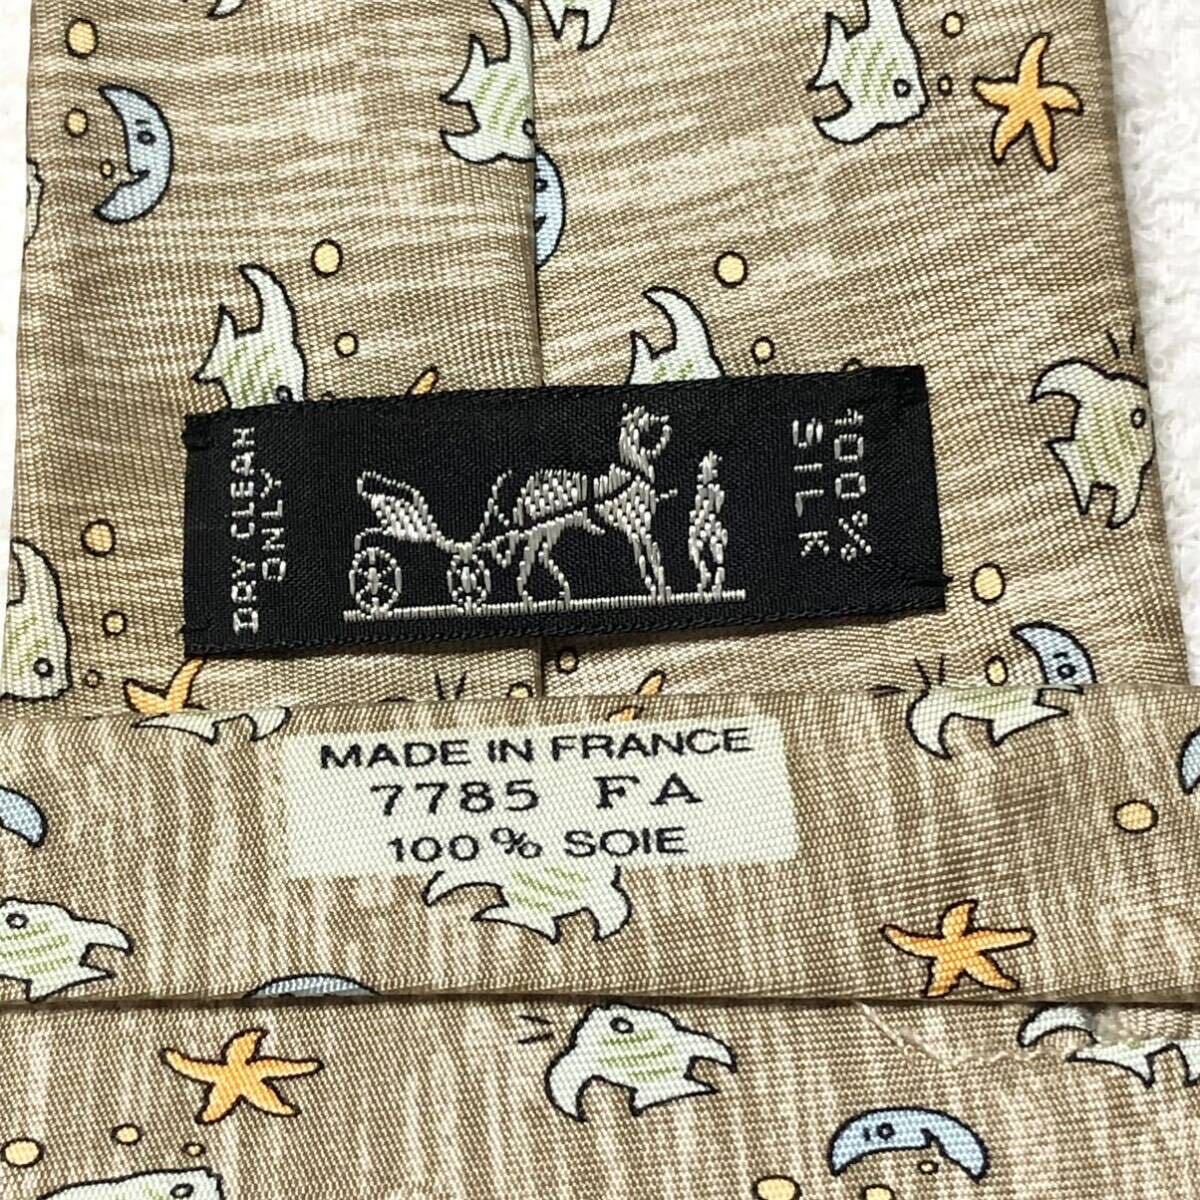 DRY CLEAN
ONLY
100%
SILK
MADE IN FRANCE
7785 FA
100% SOIE